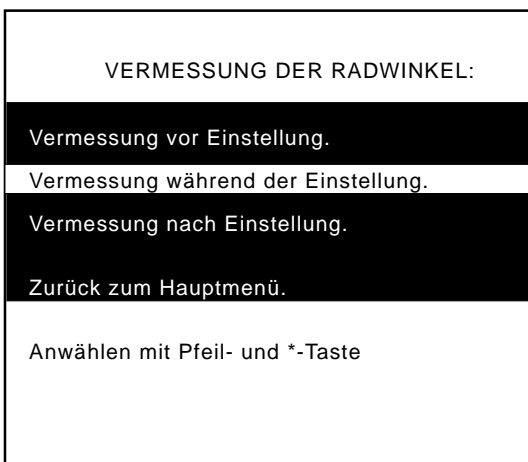 VERMESSUNG DER RADWINKEL:
Vermessung vor Einstellung.
Vermessung während der Einstellung.
Vermessung nach Einstellung.
Zurück zum Hauptmenü.
Anwählen mit Pfeil- und *-Taste